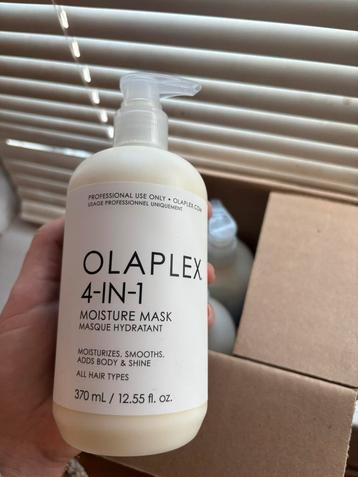 PROFESSIONAL USE ONLY • OLAPLEX.COM
USAGE PROFESSIONNEL UNIQUEMENT
OLAPLEX
4-IN-1
MOISTURE MASK
MASQUE HYDRATANT
MOISTURIZES, SMOOTHS,
ADDS BODY & SHINE
ALL HAIR TYPES
370 mL / 12.55 fl. oz.